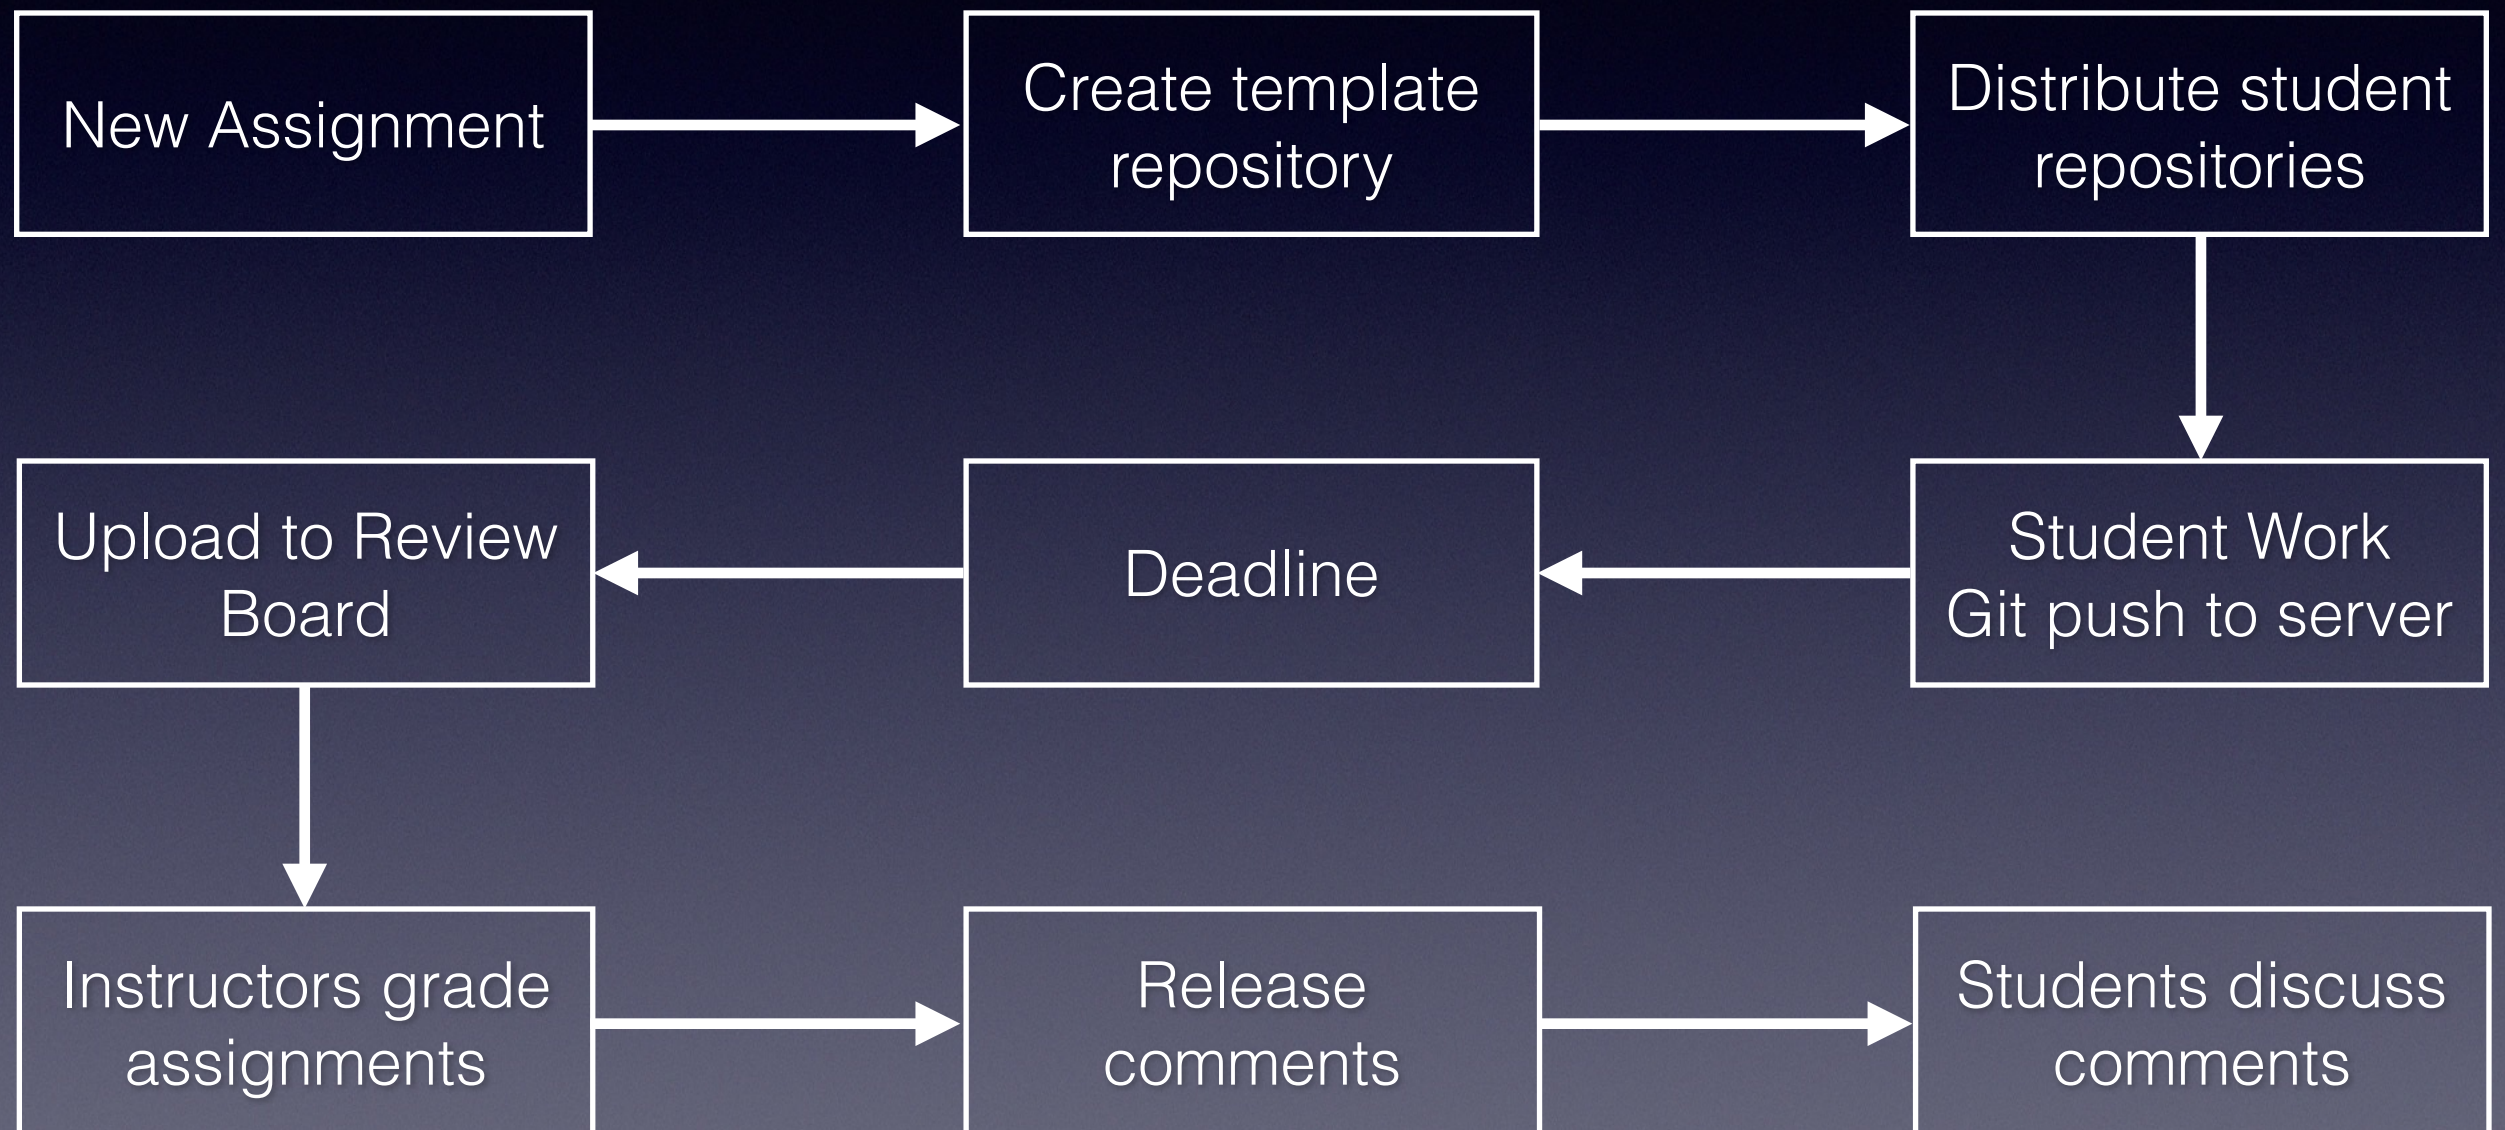 New Assignment
Create template
repository
Distribute student
repositories
Student Work
Git push to server
Deadline
Upload to Review
Board
Instructors grade
assignments
Release
comments
Students discuss
comments